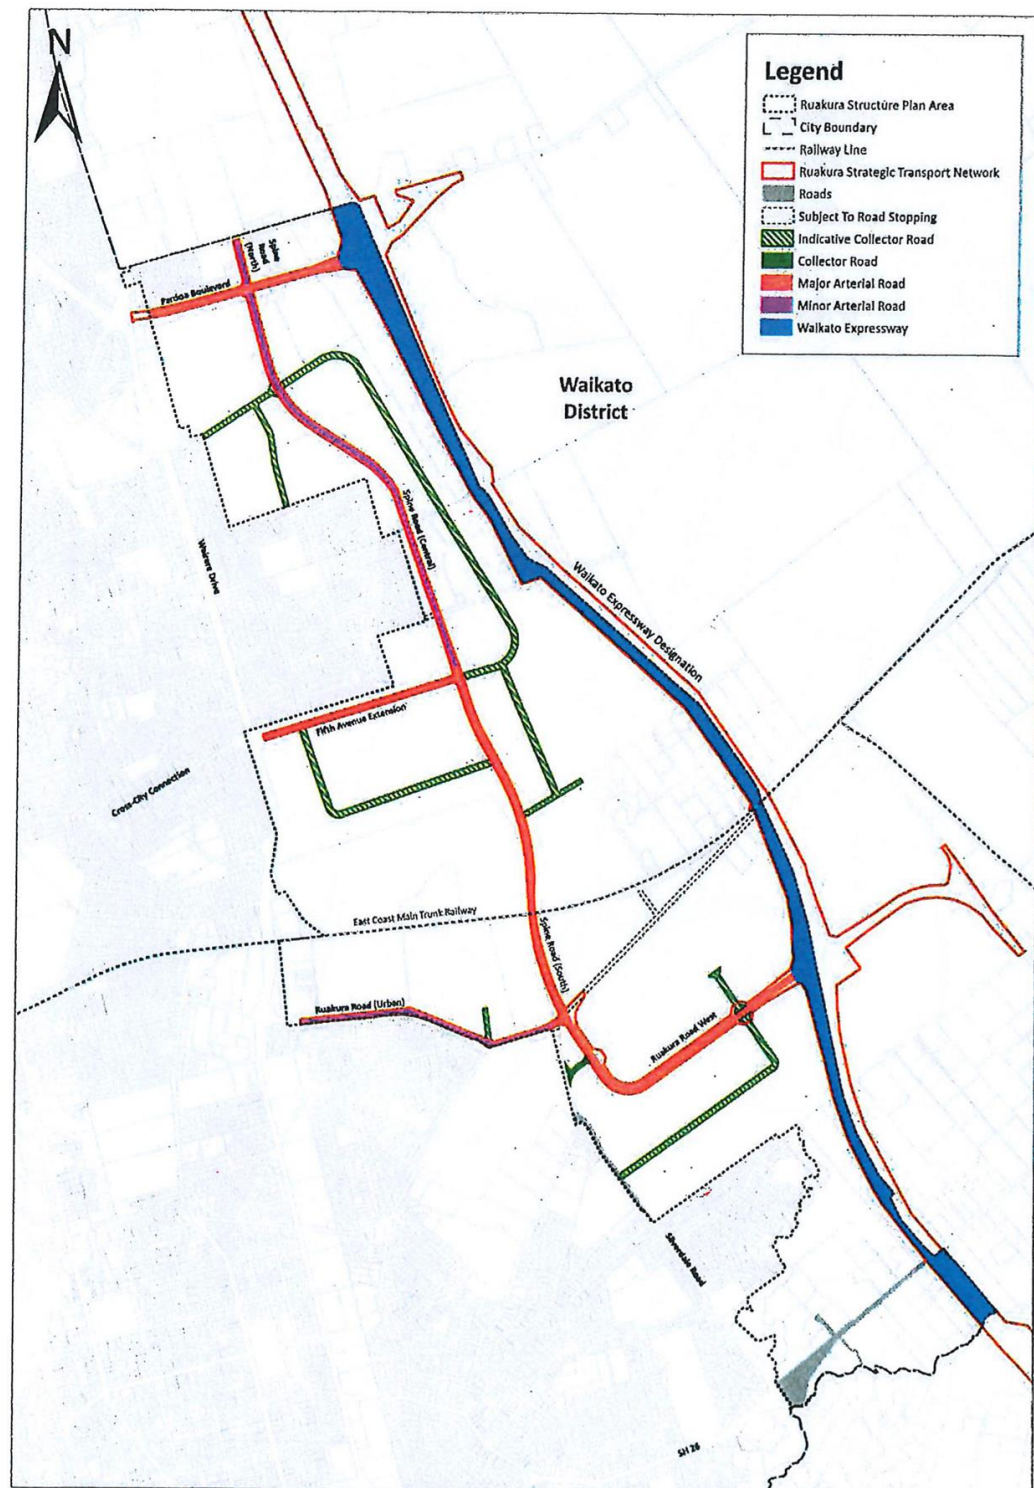 N
Legend
Ruakura Structure Plan Area
City Boundary
Railway Line
Ruakura Strategic Transport Network
Roads
Subject To Road Stopping
Indicative Collector Road
Collector Road
Major Arterial Road
Minor Arterial Road
Waikato Expressway
Spine
Road
(North)
Pardoa Boulevard
Waikato
District
Spine Road (Central)
Wairere Drive
Waikato Expressway Designation
Fifth Avenue Extension
Cross-City Connection
East Coast Main Trunk Railway
Spine Road (South)
Ruakura Road (Urban)
Ruakura Road West
Silverdale Road
SH 26